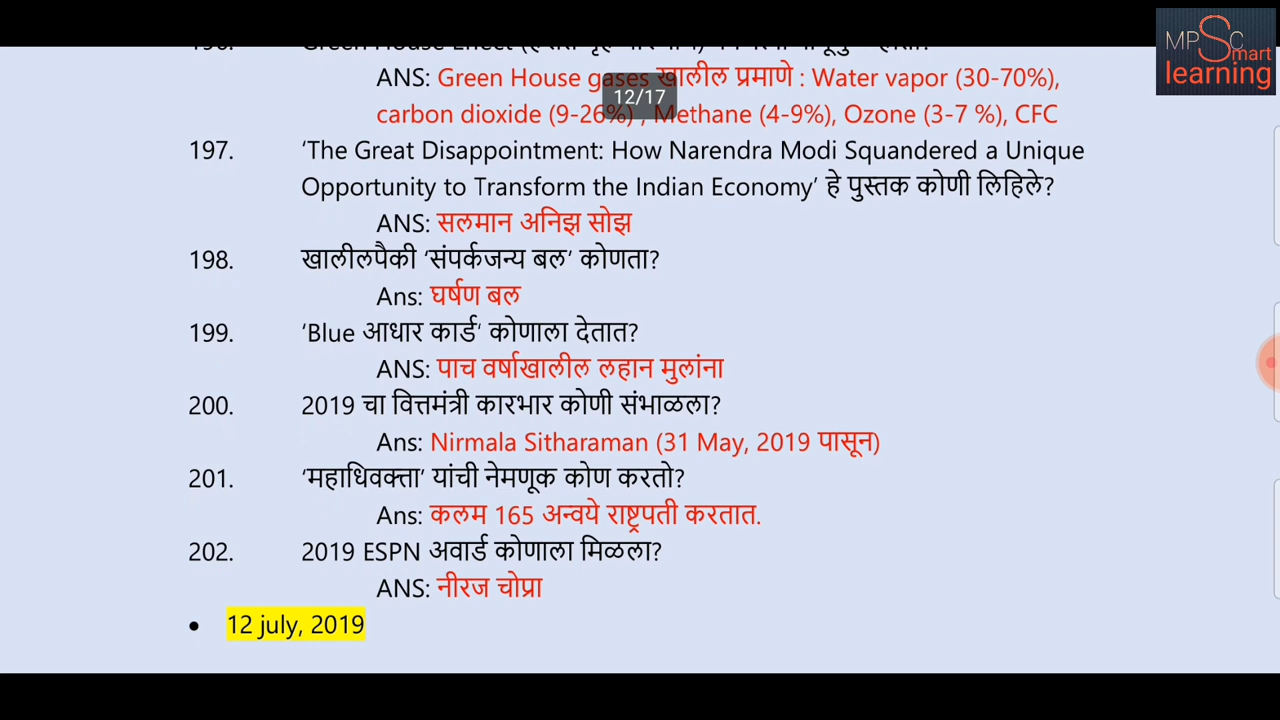 MPSC
Smart
learning
196. Green House Effect
ANS: Green House gases खालील प्रमाणे : Water vapor (30-70%),
12/17
carbon dioxide (9-26%) , Methane (4-9%), Ozone (3-7 %), CFC
197. ‘The Great Disappointment: How Narendra Modi Squandered a Unique
Opportunity to Transform the Indian Economy’ हे पुस्तक कोणी लिहिले?
ANS: सलमान अनिझ सोझ
198. खालीलपैकी ‘संपर्कजन्य बल‘ कोणता?
Ans: घर्षण बल
199. ‘Blue आधार कार्ड‘ कोणाला देतात?
ANS: पाच वर्षाखालील लहान मुलांना
200. 2019 चा वित्तमंत्री कारभार कोणी संभाळला?
Ans: Nirmala Sitharaman (31 May, 2019 पासून)
201. ‘महाधिवक्ता’ यांची नेमणूक कोण करतो?
Ans: कलम 165 अन्वये राष्ट्रपती करतात.
202. 2019 ESPN अवार्ड कोणाला मिळला?
ANS: नीरज चोप्रा
• 12 july, 2019